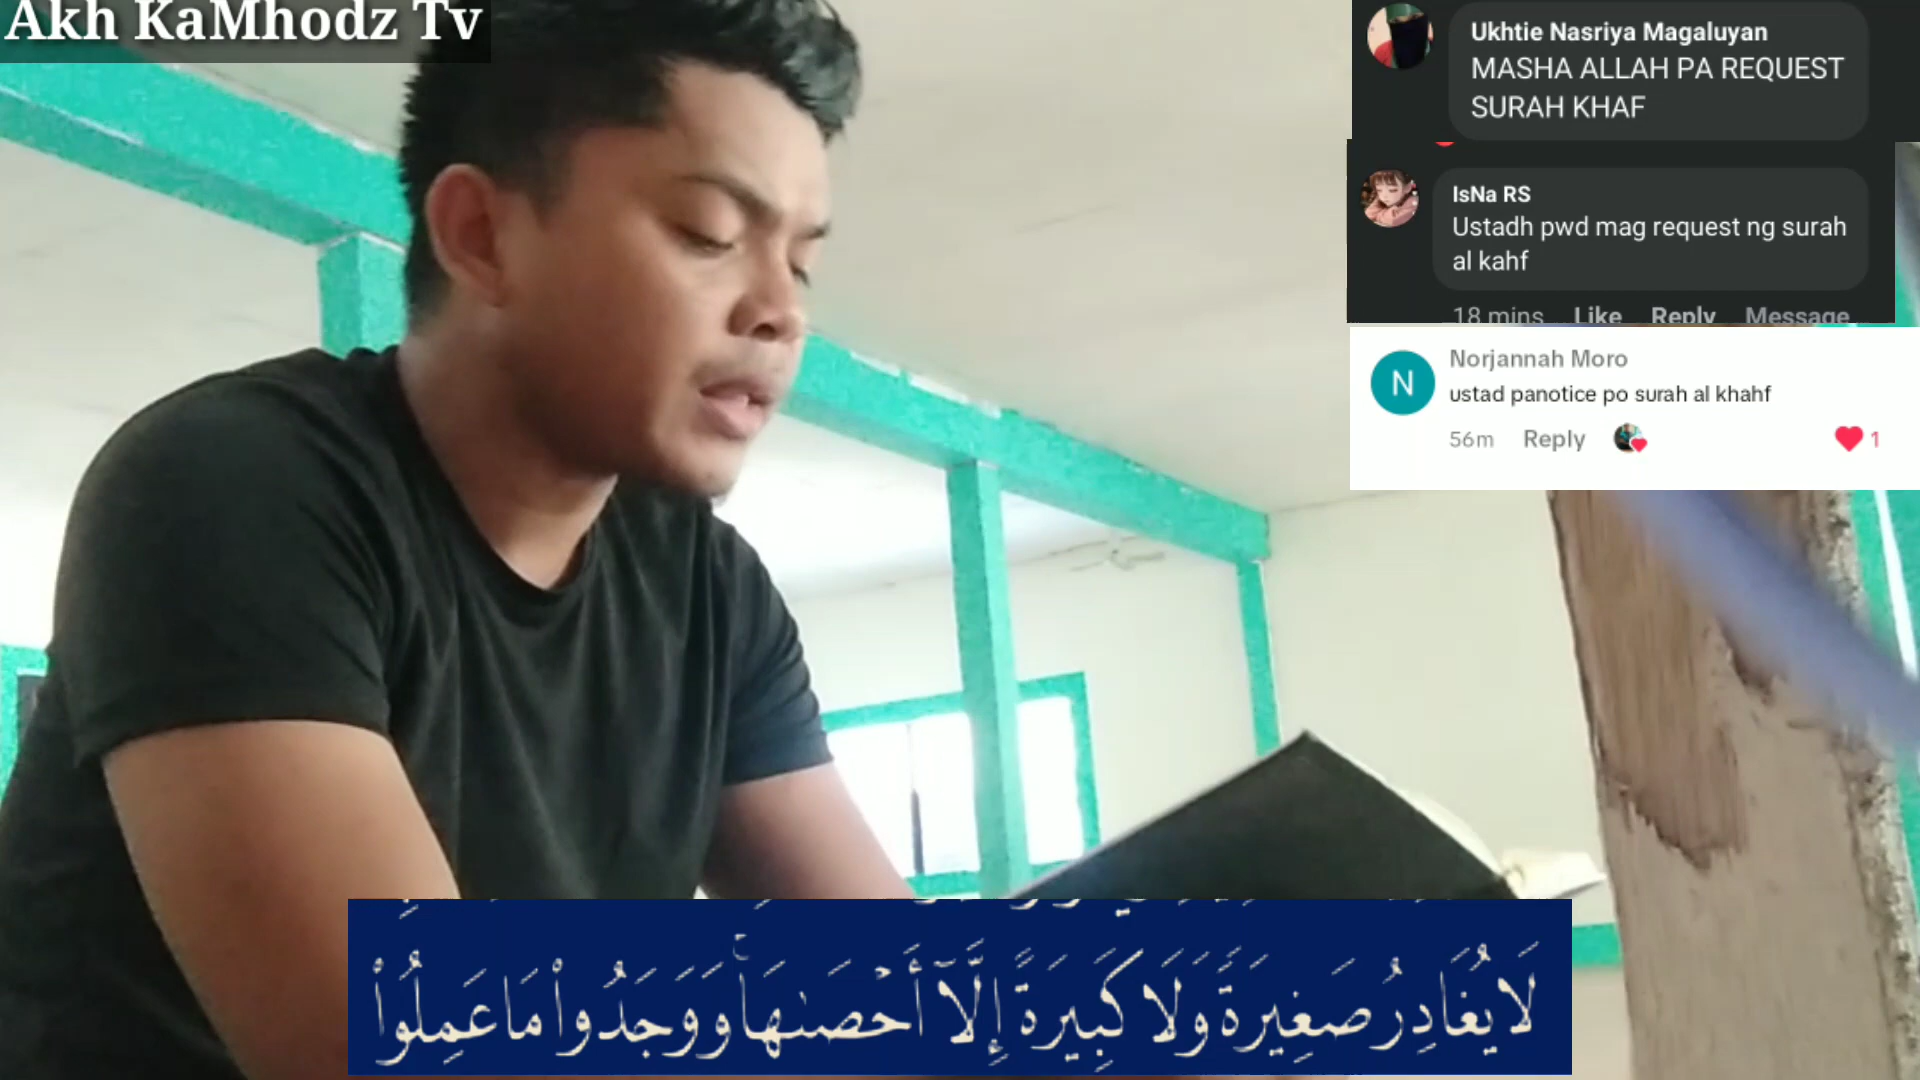 Akh KaMhodz Tv
Ukhtie Nasriya Magaluyan
MASHA ALLAH PA REQUEST
SURAH KHAF
IsNa RS
Ustadh pwd mag request ng surah
al kahf
18 mins Like Reply Message
N
Norjannah Moro
ustad panotice po surah al khahf
56m Reply 1
لَا يُغَادِرُ صَغِيرَةً وَلَا كَبِيرَةً إِلَّآ أَحْصَىٰهَا ۚ وَوَجَدُوا۟ مَا عَمِلُوا۟